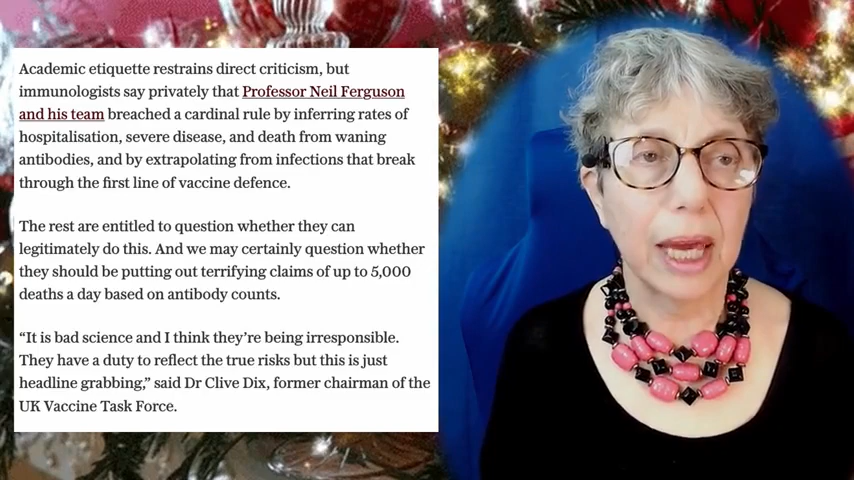 Academic etiquette restrains direct criticism, but
immunologists say privately that Professor Neil Ferguson
and his team breached a cardinal rule by inferring rates of
hospitalisation, severe disease, and death from waning
antibodies, and by extrapolating from infections that break
through the first line of vaccine defence.
The rest are entitled to question whether they can
legitimately do this. And we may certainly question whether
they should be putting out terrifying claims of up to 5,000
deaths a day based on antibody counts.
“It is bad science and I think they’re being irresponsible.
They have a duty to reflect the true risks but this is just
headline grabbing,” said Dr Clive Dix, former chairman of the
UK Vaccine Task Force.